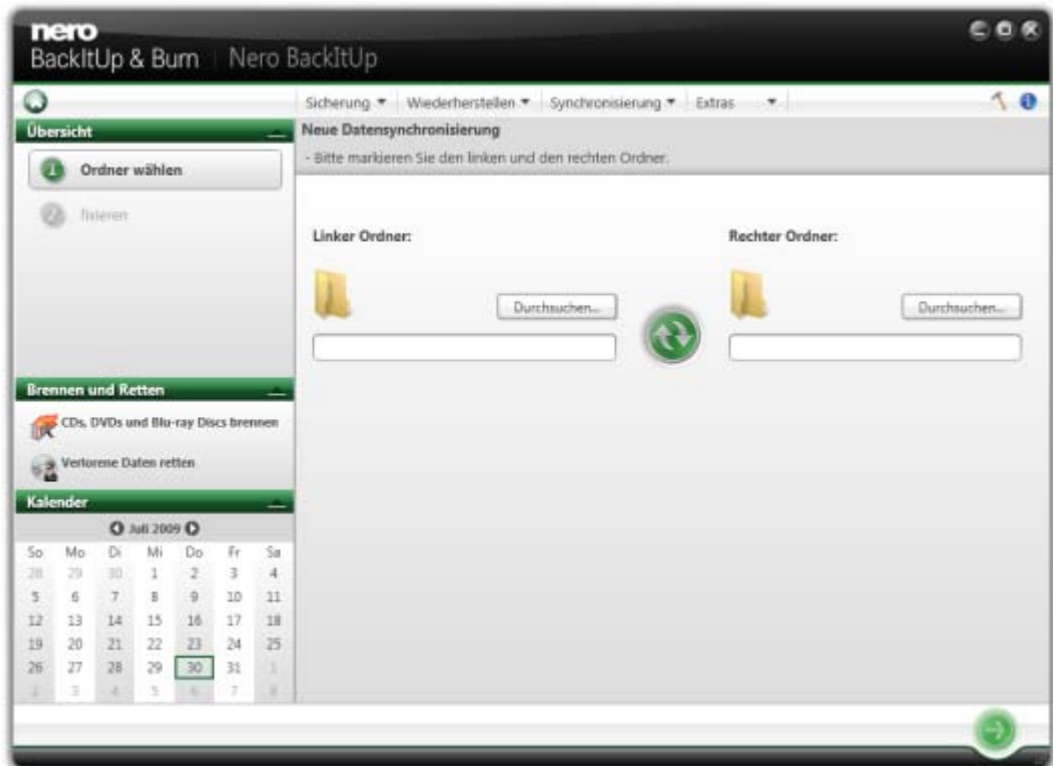 nero
BackItUp & Burn | Nero BackItUp
Sicherung Wiederherstellen Synchronisierung Extras
Übersicht
Neue Datensynchronisierung
- Bitte markieren Sie den linken und den rechten Ordner.
1 Ordner wählen
2 fixieren
Linker Ordner: Rechter Ordner:
Durchsuchen... Durchsuchen...
Brennen und Retten
CDs, DVDs und Blu-ray Discs brennen
Verlorene Daten retten
Kalender
Juli 2009
So Mo Di Mi Do Fr Sa
28 29 30 1 2 3 4
5 6 7 8 9 10 11
12 13 14 15 16 17 18
19 20 21 22 23 24 25
26 27 28 29 30 31 1
2 3 4 5 6 7 8